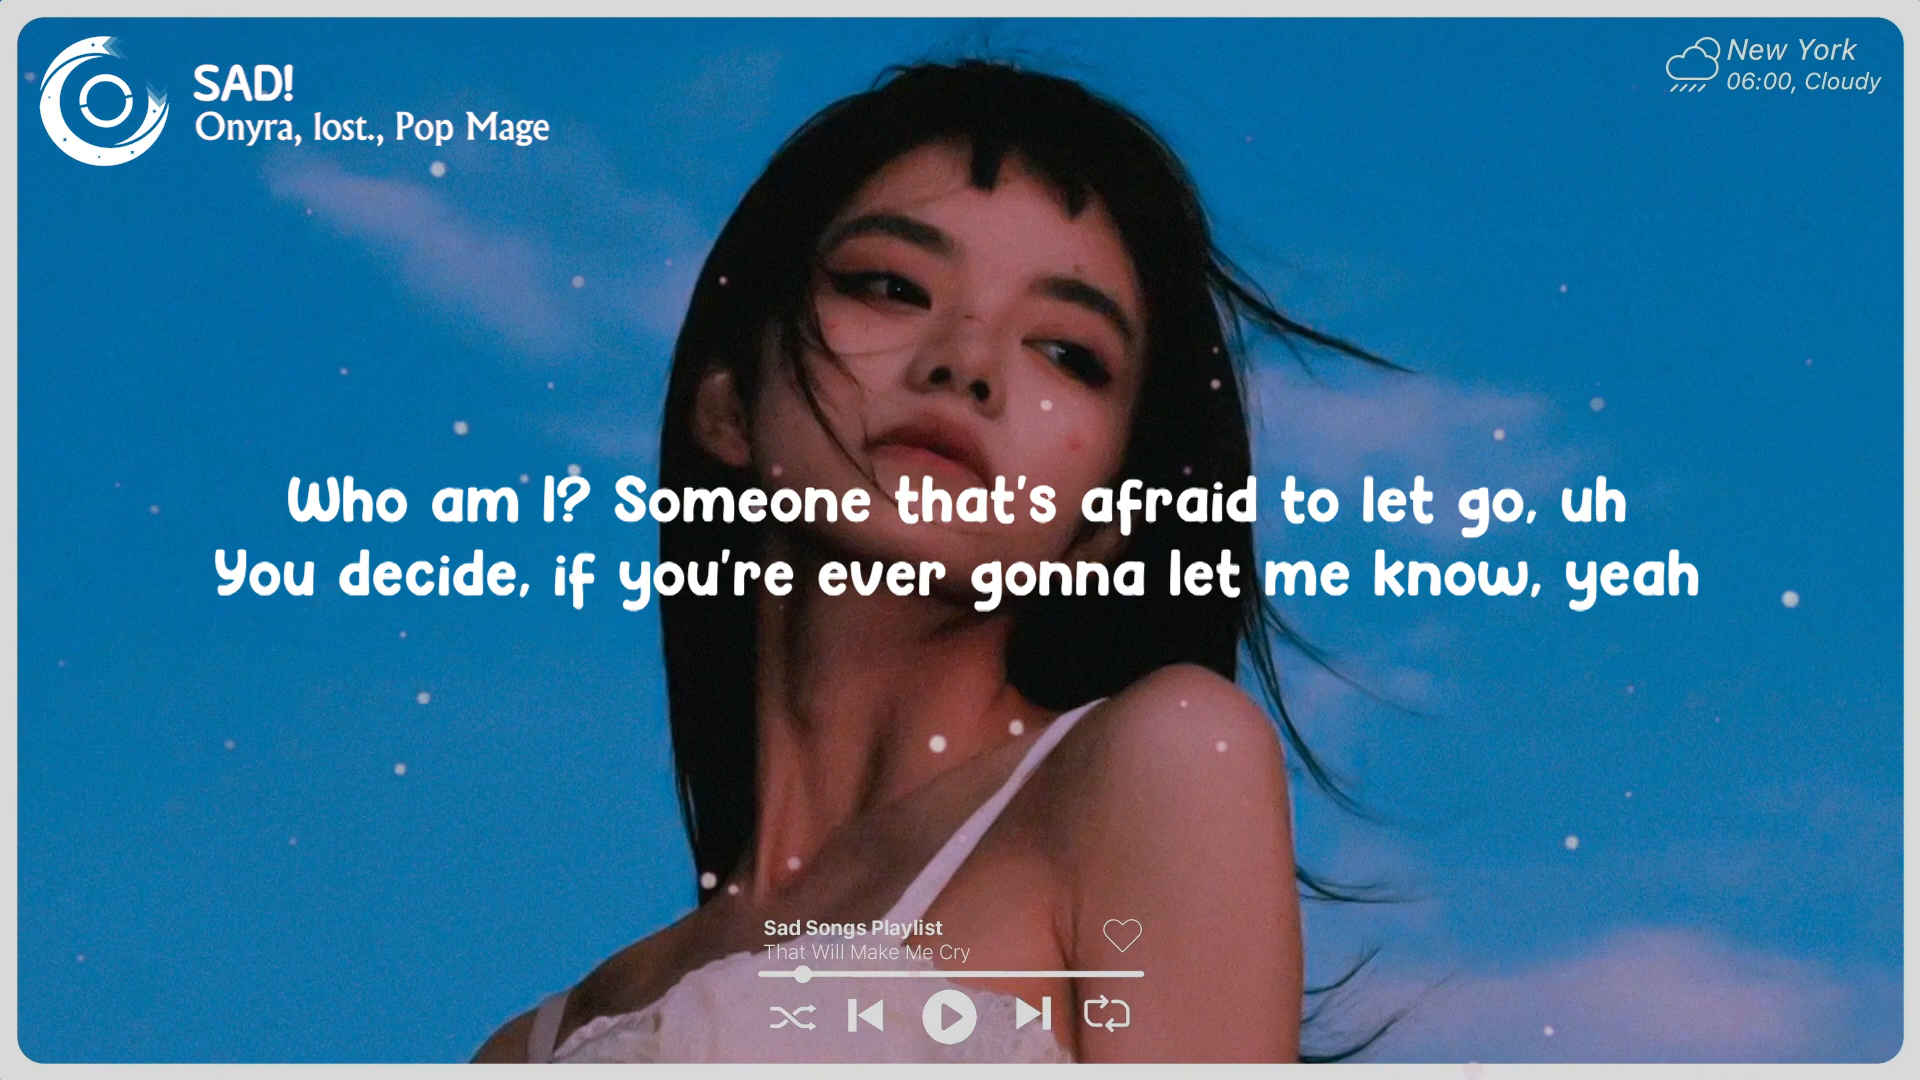 SAD!
Onyra, lost., Pop Mage
New York
06:00, Cloudy
Who am I? Someone that's afraid to let go, uh
You decide, if you're ever gonna let me know, yeah
Sad Songs Playlist
That Will Make Me Cry